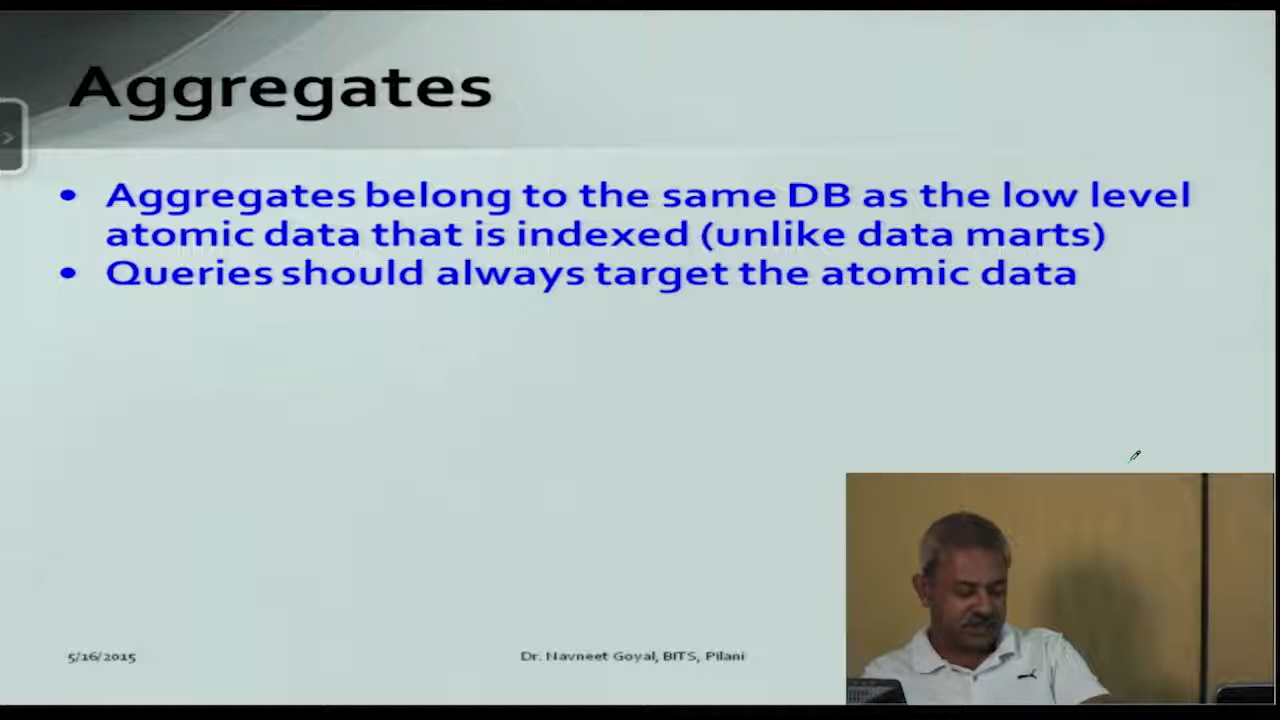 Aggregates
• Aggregates belong to the same DB as the low level
atomic data that is indexed (unlike data marts)
• Queries should always target the atomic data
5/16/2015
Dr. Navneet Goyal, BITS, Pilani